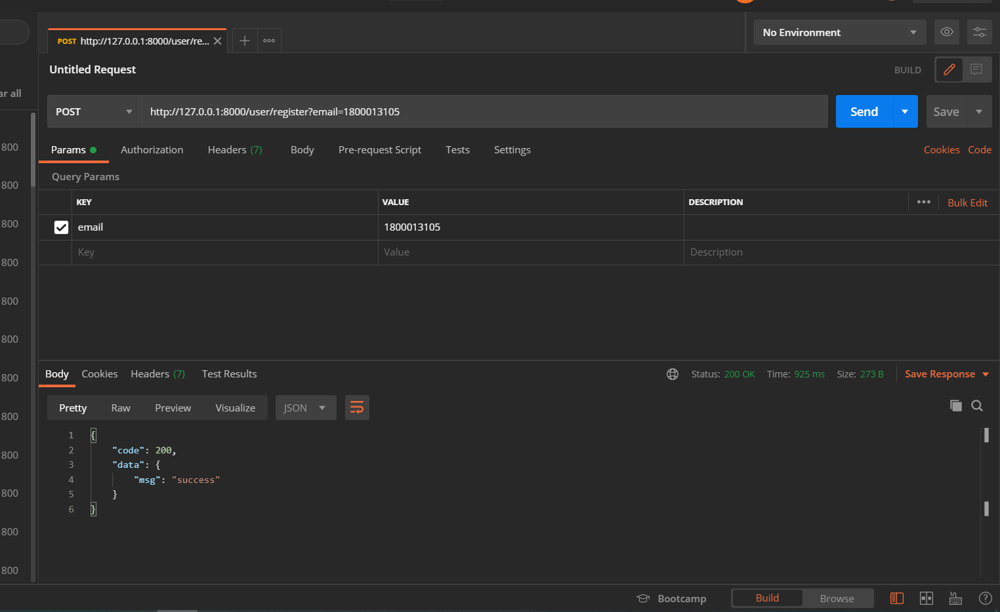 POST http://127.0.0.1:8000/user/re...
No Environment
Untitled Request
BUILD
ar all
POST
http://127.0.0.1:8000/user/register?email=1800013105
Send
Save
Params
Authorization
Headers (7)
Body
Pre-request Script
Tests
Settings
Cookies
Code
Query Params
KEY
VALUE
DESCRIPTION
Bulk Edit
email
1800013105
Key
Value
Description
800
800
800
800
800
800
800
800
800
800
800
800
Body
Cookies
Headers (7)
Test Results
Status: 200 OK
Time: 925 ms
Size: 273 B
Save Response
Pretty
Raw
Preview
Visualize
JSON
1 {
2 "code": 200,
3 "data": {
4 "msg": "success"
5 }
6 }
Bootcamp
Build
Browse